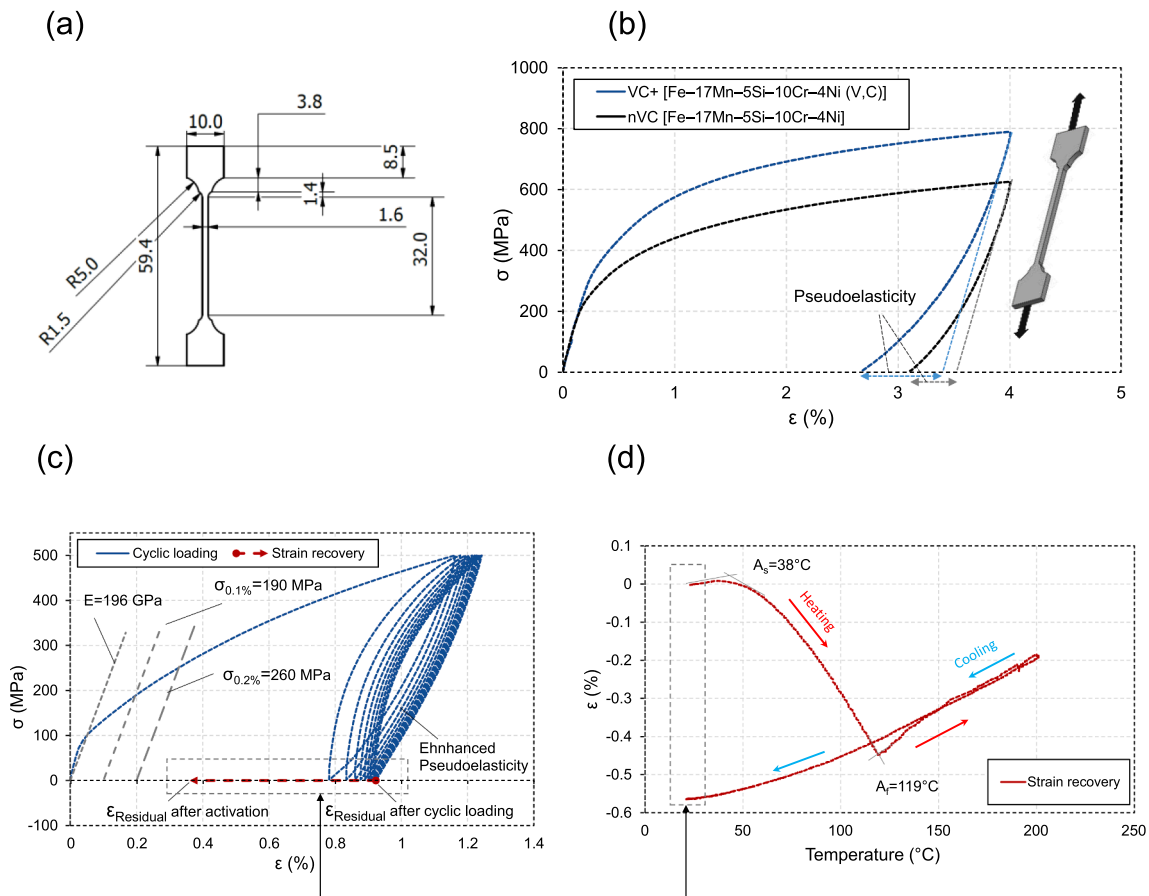 (a)
10.0
3.8
8.5
1.4
1.6
59.4
32.0
R5.0
R1.5
(b)
1000
800
600
400
200
0
σ (MPa)
VC+ [Fe–17Mn–5Si–10Cr–4Ni (V,C)]
nVC [Fe–17Mn–5Si–10Cr–4Ni]
Pseudoelasticity
0 1 2 3 4 5
ε (%)
(c)
500
400
300
200
100
0
-100
σ (MPa)
Cyclic loading Strain recovery
E=196 GPa
σ0.1%=190 MPa
σ0.2%=260 MPa
Ehnhanced
Pseudoelasticity
εResidual after activation
εResidual after cyclic loading
0 0.2 0.4 0.6 0.8 1 1.2 1.4
ε (%)
(d)
0.1
0
-0.1
-0.2
-0.3
-0.4
-0.5
-0.6
ε (%)
As=38°C
Heating
Cooling
Af=119°C
Strain recovery
0 50 100 150 200 250
Temperature (°C)